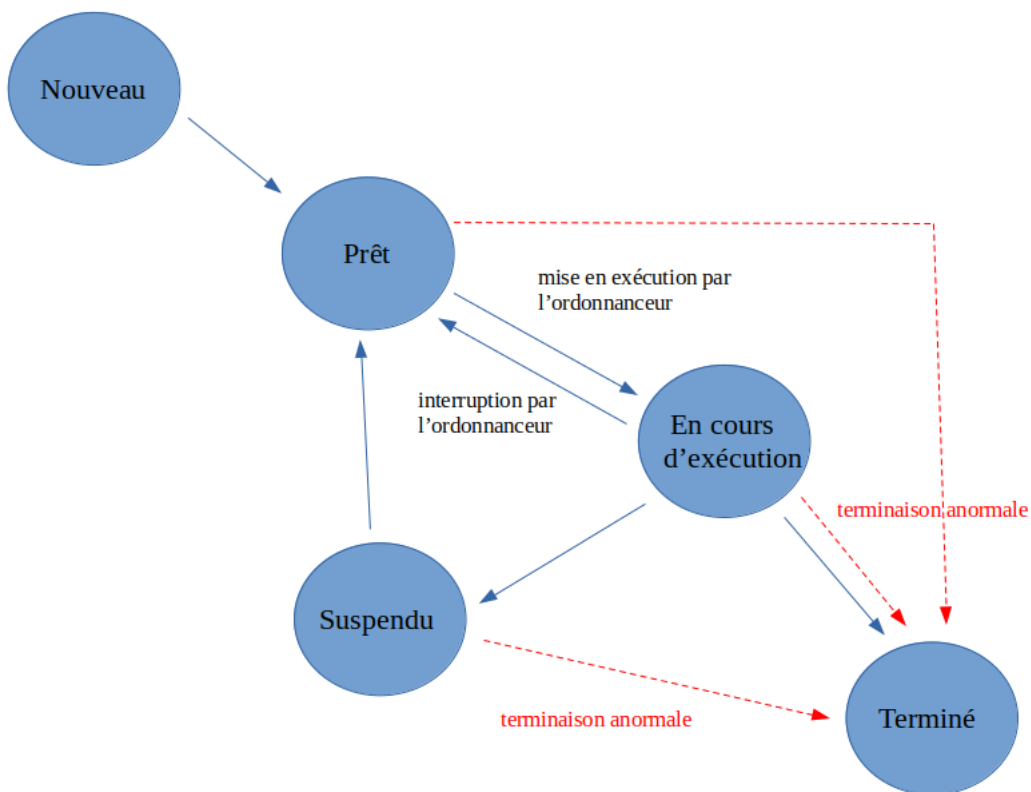 Nouveau
Prêt
mise en exécution par
l’ordonnanceur
interruption par
l’ordonnanceur
En cours
d’exécution
terminaison anormale
Suspendu
terminaison anormale
Terminé